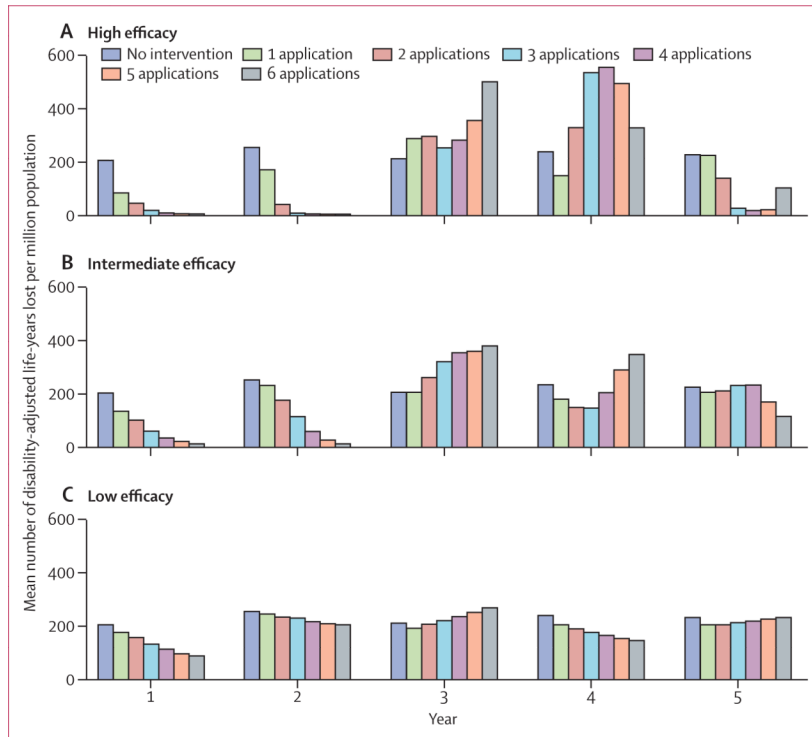 A High efficacy
600
No intervention 1 application 2 applications 3 applications 4 applications
5 applications 6 applications
400
200
0
B Intermediate efficacy
600
400
200
0
C Low efficacy
600
400
200
0
1 2 3 4 5
Year
Mean number of disability-adjusted life-years lost per million population